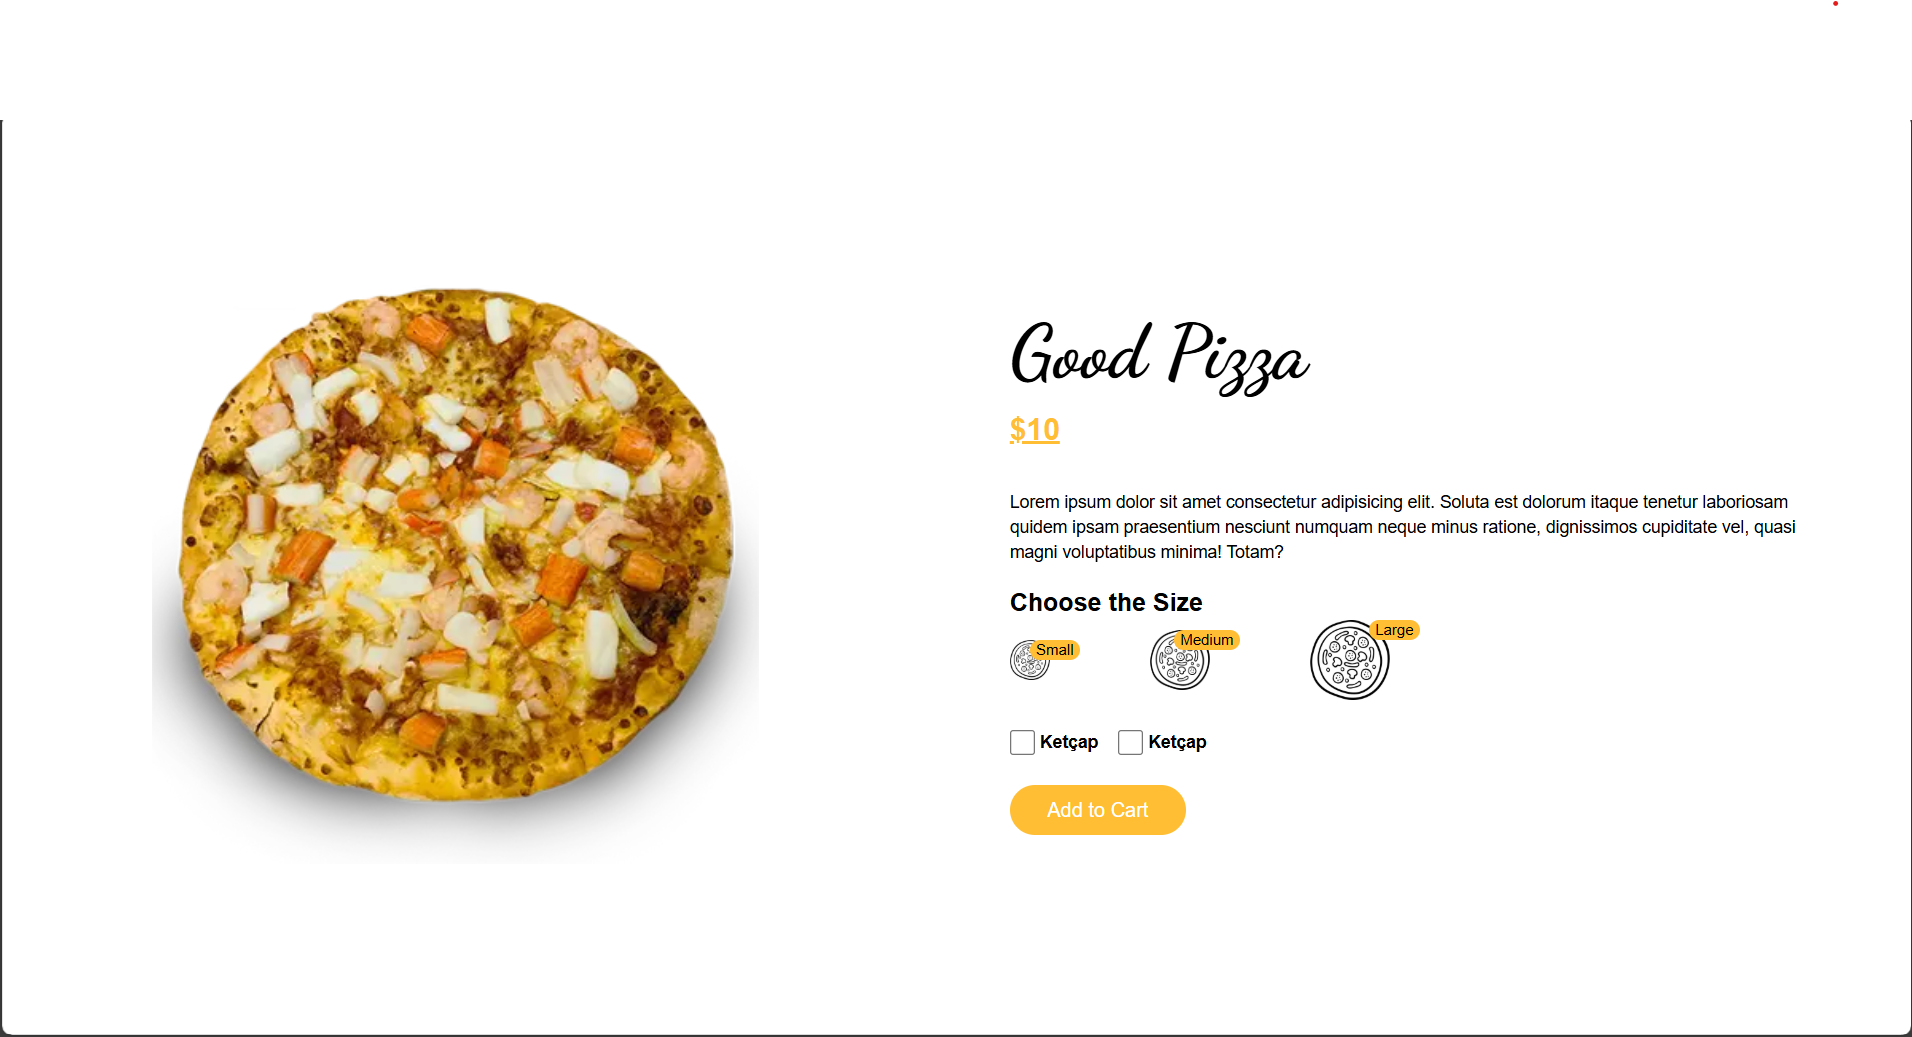 Good Pizza
$10
Lorem ipsum dolor sit amet consectetur adipisicing elit. Soluta est dolorum itaque tenetur laboriosam
quidem ipsam praesentium nesciunt numquam neque minus ratione, dignissimos cupiditate vel, quasi
magni voluptatibus minima! Totam?
Choose the Size
Small
Medium
Large
Ketçap Ketçap
Add to Cart